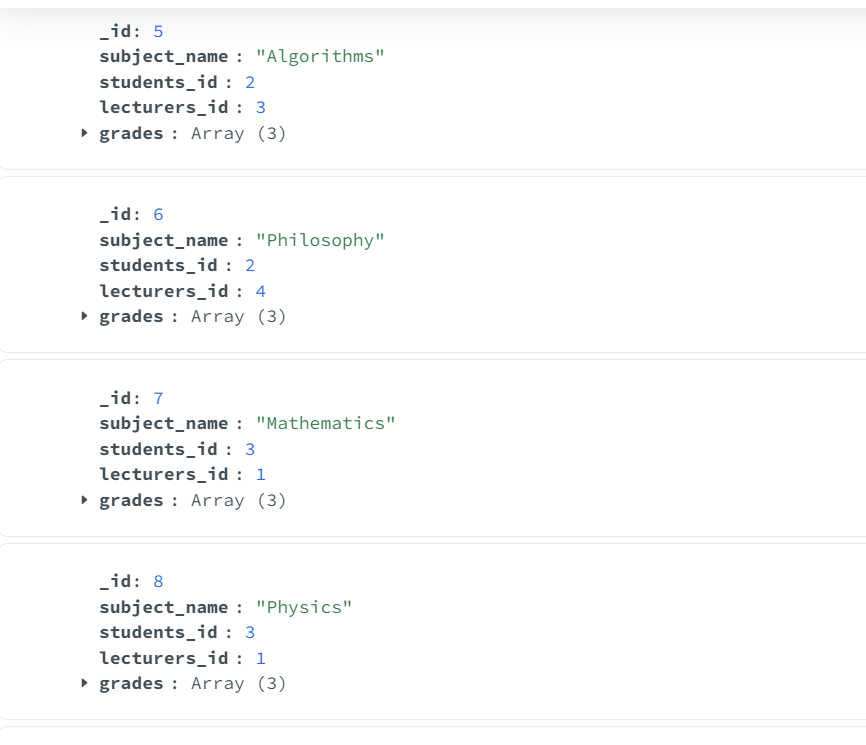 _id: 5
subject_name : "Algorithms"
students_id : 2
lecturers_id : 3
grades : Array (3)
_id: 6
subject_name : "Philosophy"
students_id : 2
lecturers_id : 4
grades : Array (3)
_id: 7
subject_name : "Mathematics"
students_id : 3
lecturers_id : 1
grades : Array (3)
_id: 8
subject_name : "Physics"
students_id : 3
lecturers_id : 1
grades : Array (3)